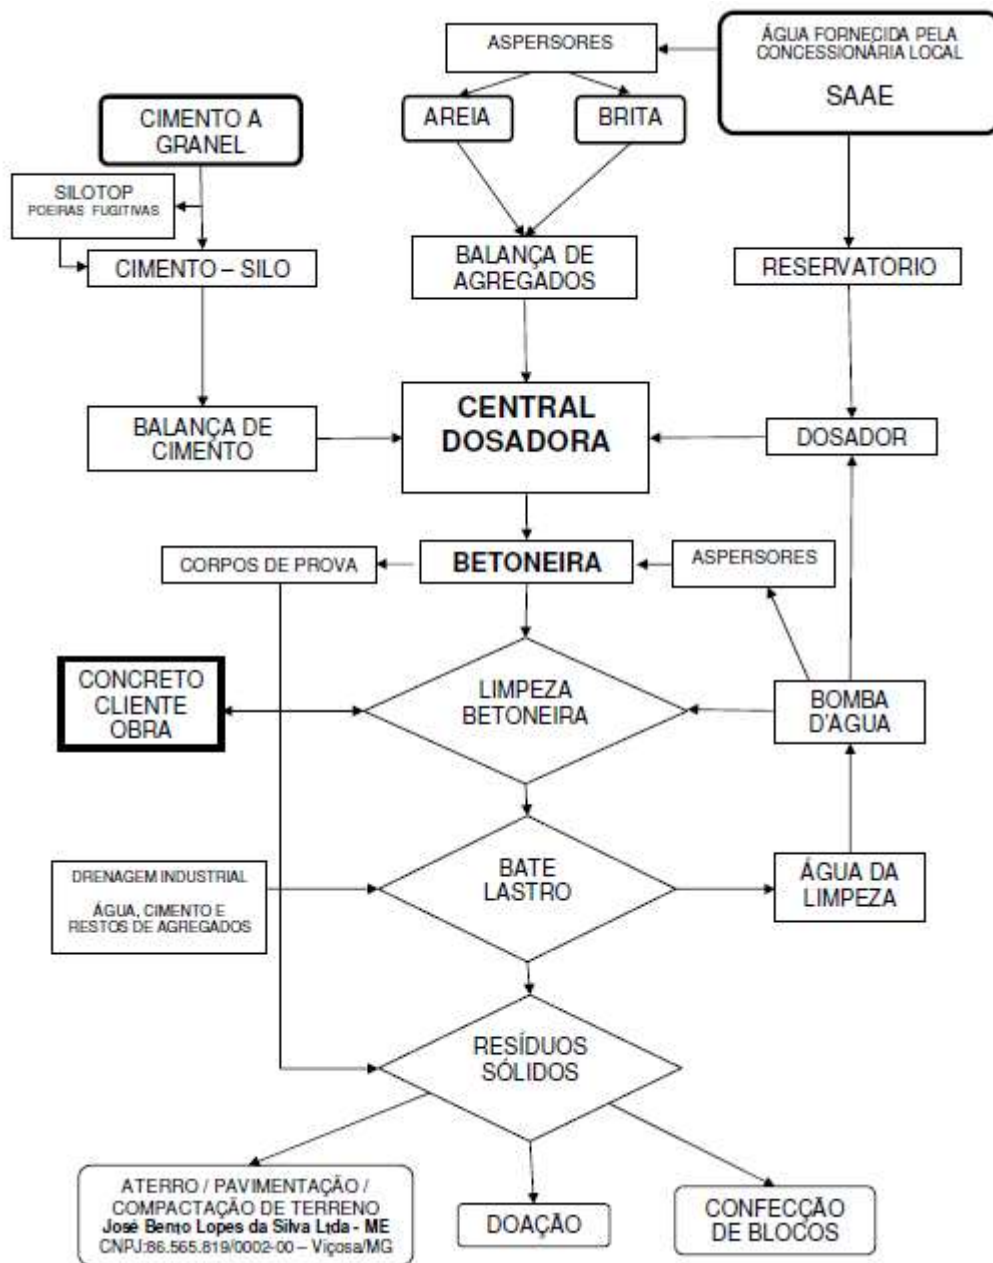 ASPERSORES
ÁGUA FORNECIDA PELA
CONCESSIONÁRIA LOCAL
SAAE
CIMENTO A
GRANEL
AREIA
BRITA
SILOTOP
POEIRAS FUGITIVAS
CIMENTO – SILO
BALANÇA DE
AGREGADOS
RESERVATÓRIO
BALANÇA DE
CIMENTO
CENTRAL
DOSADORA
DOSADOR
CORPOS DE PROVA
BETONEIRA
ASPERSORES
CONCRETO
CLIENTE
OBRA
LIMPEZA
BETONEIRA
BOMBA
D'AGUA
DRENAGEM INDUSTRIAL
ÁGUA, CIMENTO E
RESTOS DE AGREGADOS
BATE
LASTRO
ÁGUA DA
LIMPEZA
RESÍDUOS
SÓLIDOS
ATERRO / PAVIMENTAÇÃO /
COMPACTAÇÃO DE TERRENO
José Bento Lopes da Silva Ltda - ME
CNPJ:86.565.819/0002-00 – Viçosa/MG
DOAÇÃO
CONFECÇÃO
DE BLOCOS